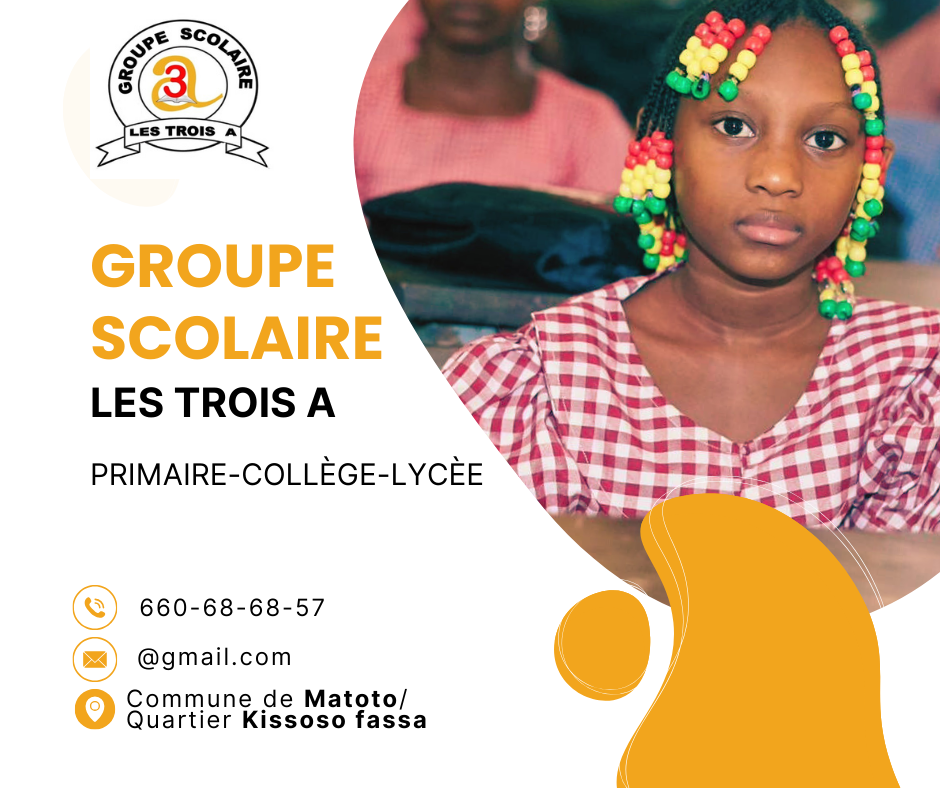 GROUPE SCOLAIRE
3a
LES TROIS A
GROUPE
SCOLAIRE
LES TROIS A
PRIMAIRE-COLLÈGE-LYCÈE
660-68-68-57
@gmail.com
Commune de Matoto/
Quartier Kissoso fassa